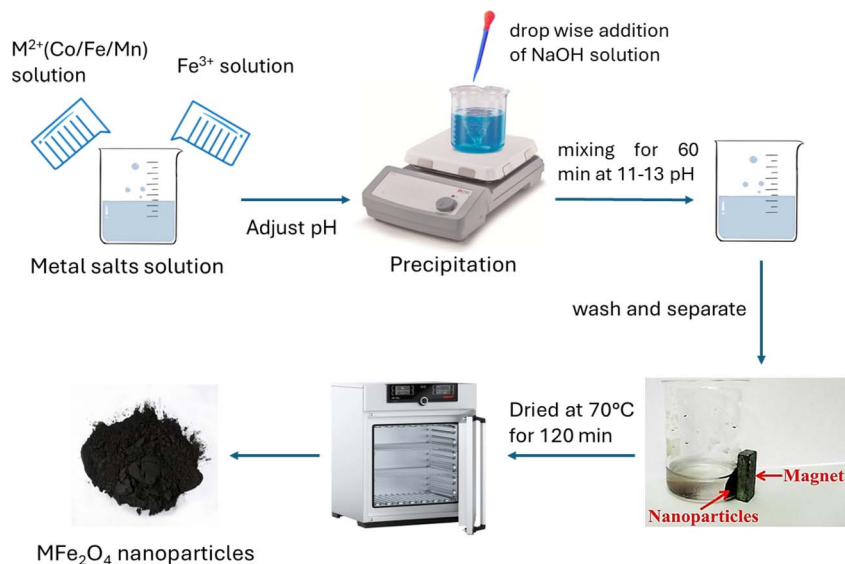 M²⁺(Co/Fe/Mn)
solution
Fe³⁺ solution
drop wise addition
of NaOH solution
Metal salts solution
Adjust pH
Precipitation
mixing for 60
min at 11-13 pH
wash and separate
Magnet
Nanoparticles
Dried at 70°C
for 120 min
MFe₂O₄ nanoparticles